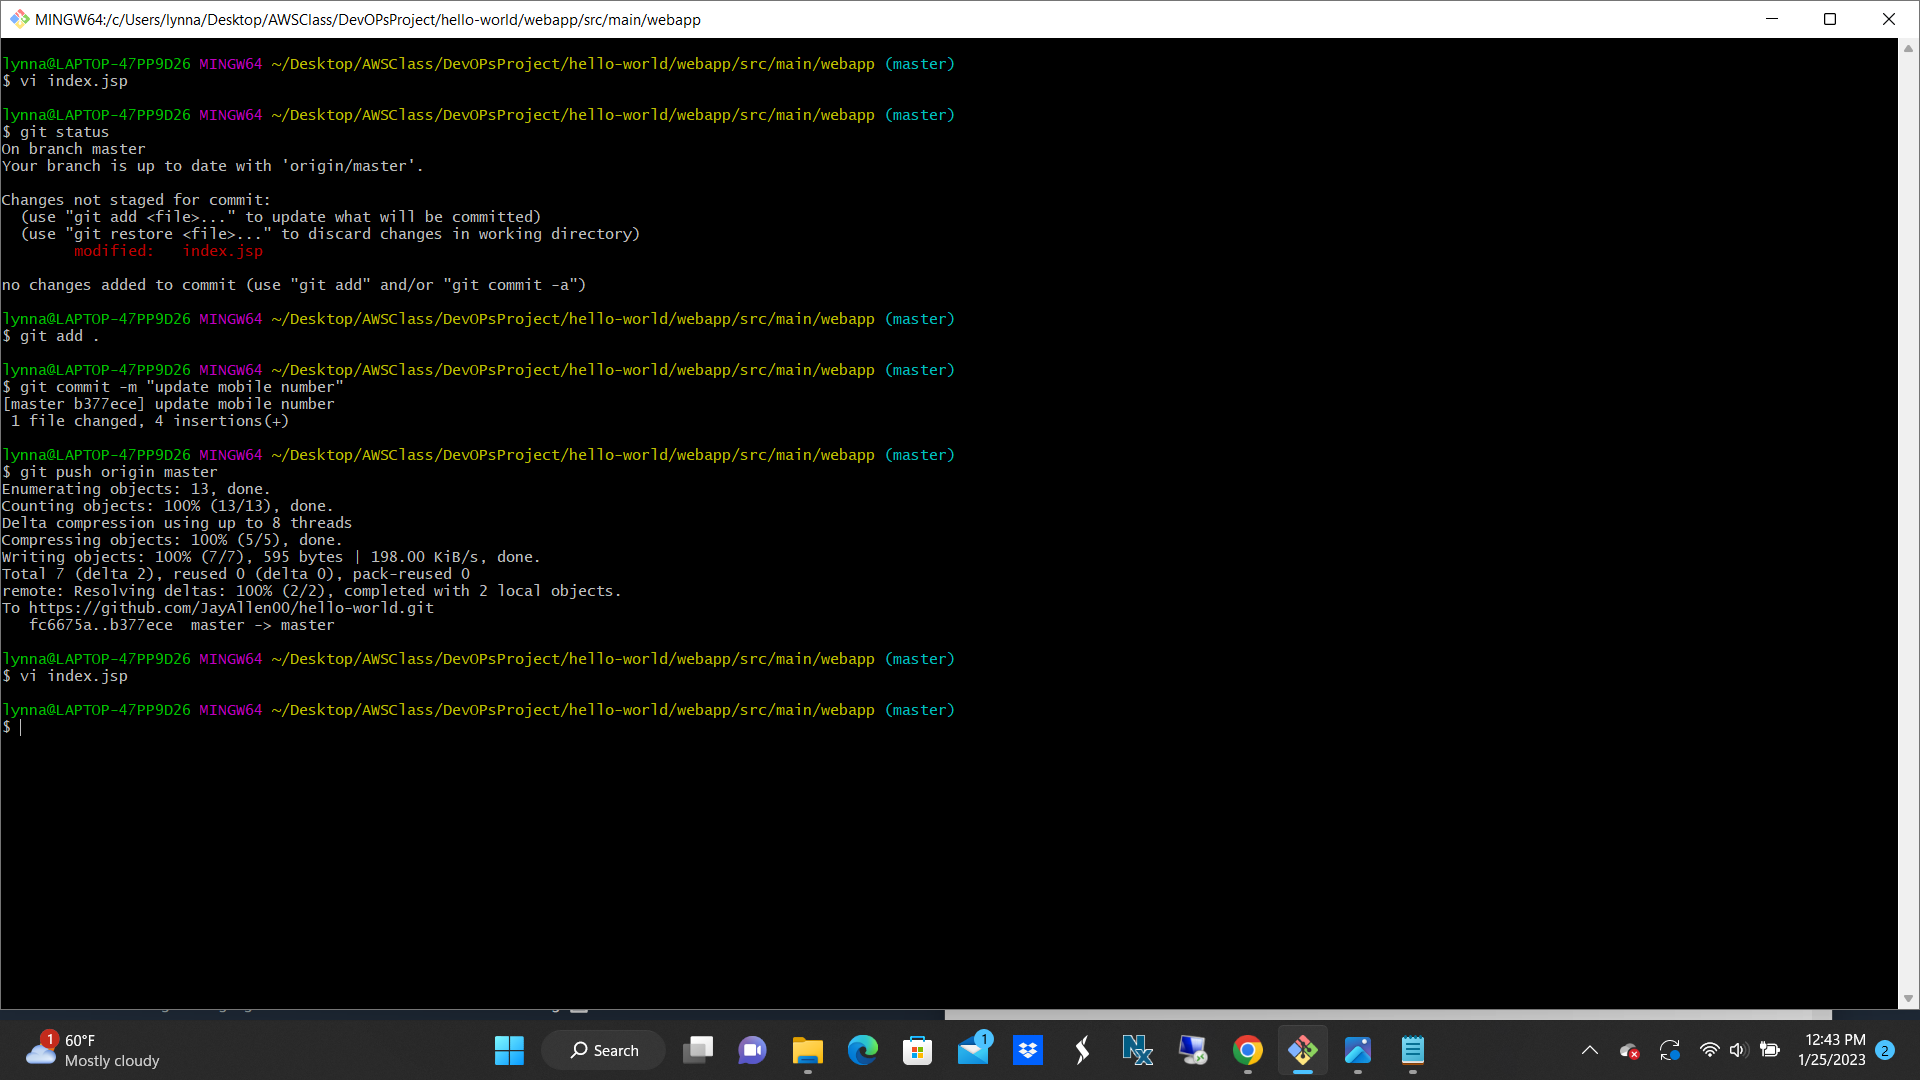 MINGW64:/c/Users/lynna/Desktop/AWSClass/DevOPsProject/hello-world/webapp/src/main/webapp
lynna@LAPTOP-47PP9D26 MINGW64 ~/Desktop/AWSClass/DevOPsProject/hello-world/webapp/src/main/webapp (master)
$ vi index.jsp
lynna@LAPTOP-47PP9D26 MINGW64 ~/Desktop/AWSClass/DevOPsProject/hello-world/webapp/src/main/webapp (master)
$ git status
On branch master
Your branch is up to date with 'origin/master'.
Changes not staged for commit:
  (use "git add <file>..." to update what will be committed)
  (use "git restore <file>..." to discard changes in working directory)
        modified:   index.jsp
no changes added to commit (use "git add" and/or "git commit -a")
lynna@LAPTOP-47PP9D26 MINGW64 ~/Desktop/AWSClass/DevOPsProject/hello-world/webapp/src/main/webapp (master)
$ git add .
lynna@LAPTOP-47PP9D26 MINGW64 ~/Desktop/AWSClass/DevOPsProject/hello-world/webapp/src/main/webapp (master)
$ git commit -m "update mobile number"
[master b377ece] update mobile number
 1 file changed, 4 insertions(+)
lynna@LAPTOP-47PP9D26 MINGW64 ~/Desktop/AWSClass/DevOPsProject/hello-world/webapp/src/main/webapp (master)
$ git push origin master
Enumerating objects: 13, done.
Counting objects: 100% (13/13), done.
Delta compression using up to 8 threads
Compressing objects: 100% (5/5), done.
Writing objects: 100% (7/7), 595 bytes | 198.00 KiB/s, done.
Total 7 (delta 2), reused 0 (delta 0), pack-reused 0
remote: Resolving deltas: 100% (2/2), completed with 2 local objects.
To https://github.com/JayAllen00/hello-world.git
   fc6675a..b377ece  master -> master
lynna@LAPTOP-47PP9D26 MINGW64 ~/Desktop/AWSClass/DevOPsProject/hello-world/webapp/src/main/webapp (master)
$ vi index.jsp
lynna@LAPTOP-47PP9D26 MINGW64 ~/Desktop/AWSClass/DevOPsProject/hello-world/webapp/src/main/webapp (master)
$
1
60°F
Mostly cloudy
Search
1
Nx
12:43 PM
1/25/2023
2